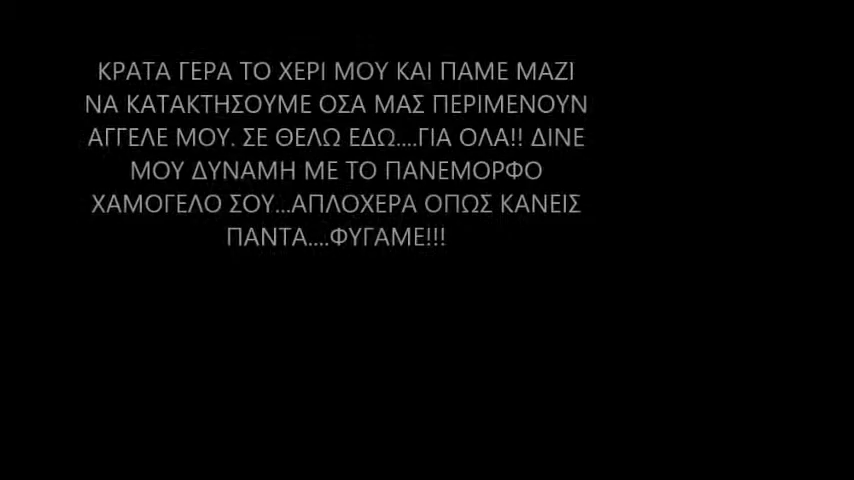 ΚΡΑΤΑ ΓΕΡΑ ΤΟ ΧΕΡΙ ΜΟΥ ΚΑΙ ΠΑΜΕ ΜΑΖΙ
ΝΑ ΚΑΤΑΚΤΗΣΟΥΜΕ ΟΣΑ ΜΑΣ ΠΕΡΙΜΕΝΟΥΝ
ΑΓΓΕΛΕ ΜΟΥ. ΣΕ ΘΕΛΩ ΕΔΩ....ΓΙΑ ΟΛΑ!! ΔΙΝΕ
ΜΟΥ ΔΥΝΑΜΗ ΜΕ ΤΟ ΠΑΝΕΜΟΡΦΟ
ΧΑΜΟΓΕΛΟ ΣΟΥ...ΑΠΛΟΧΕΡΑ ΟΠΩΣ ΚΑΝΕΙΣ
ΠΑΝΤΑ....ΦΥΓΑΜΕ!!!